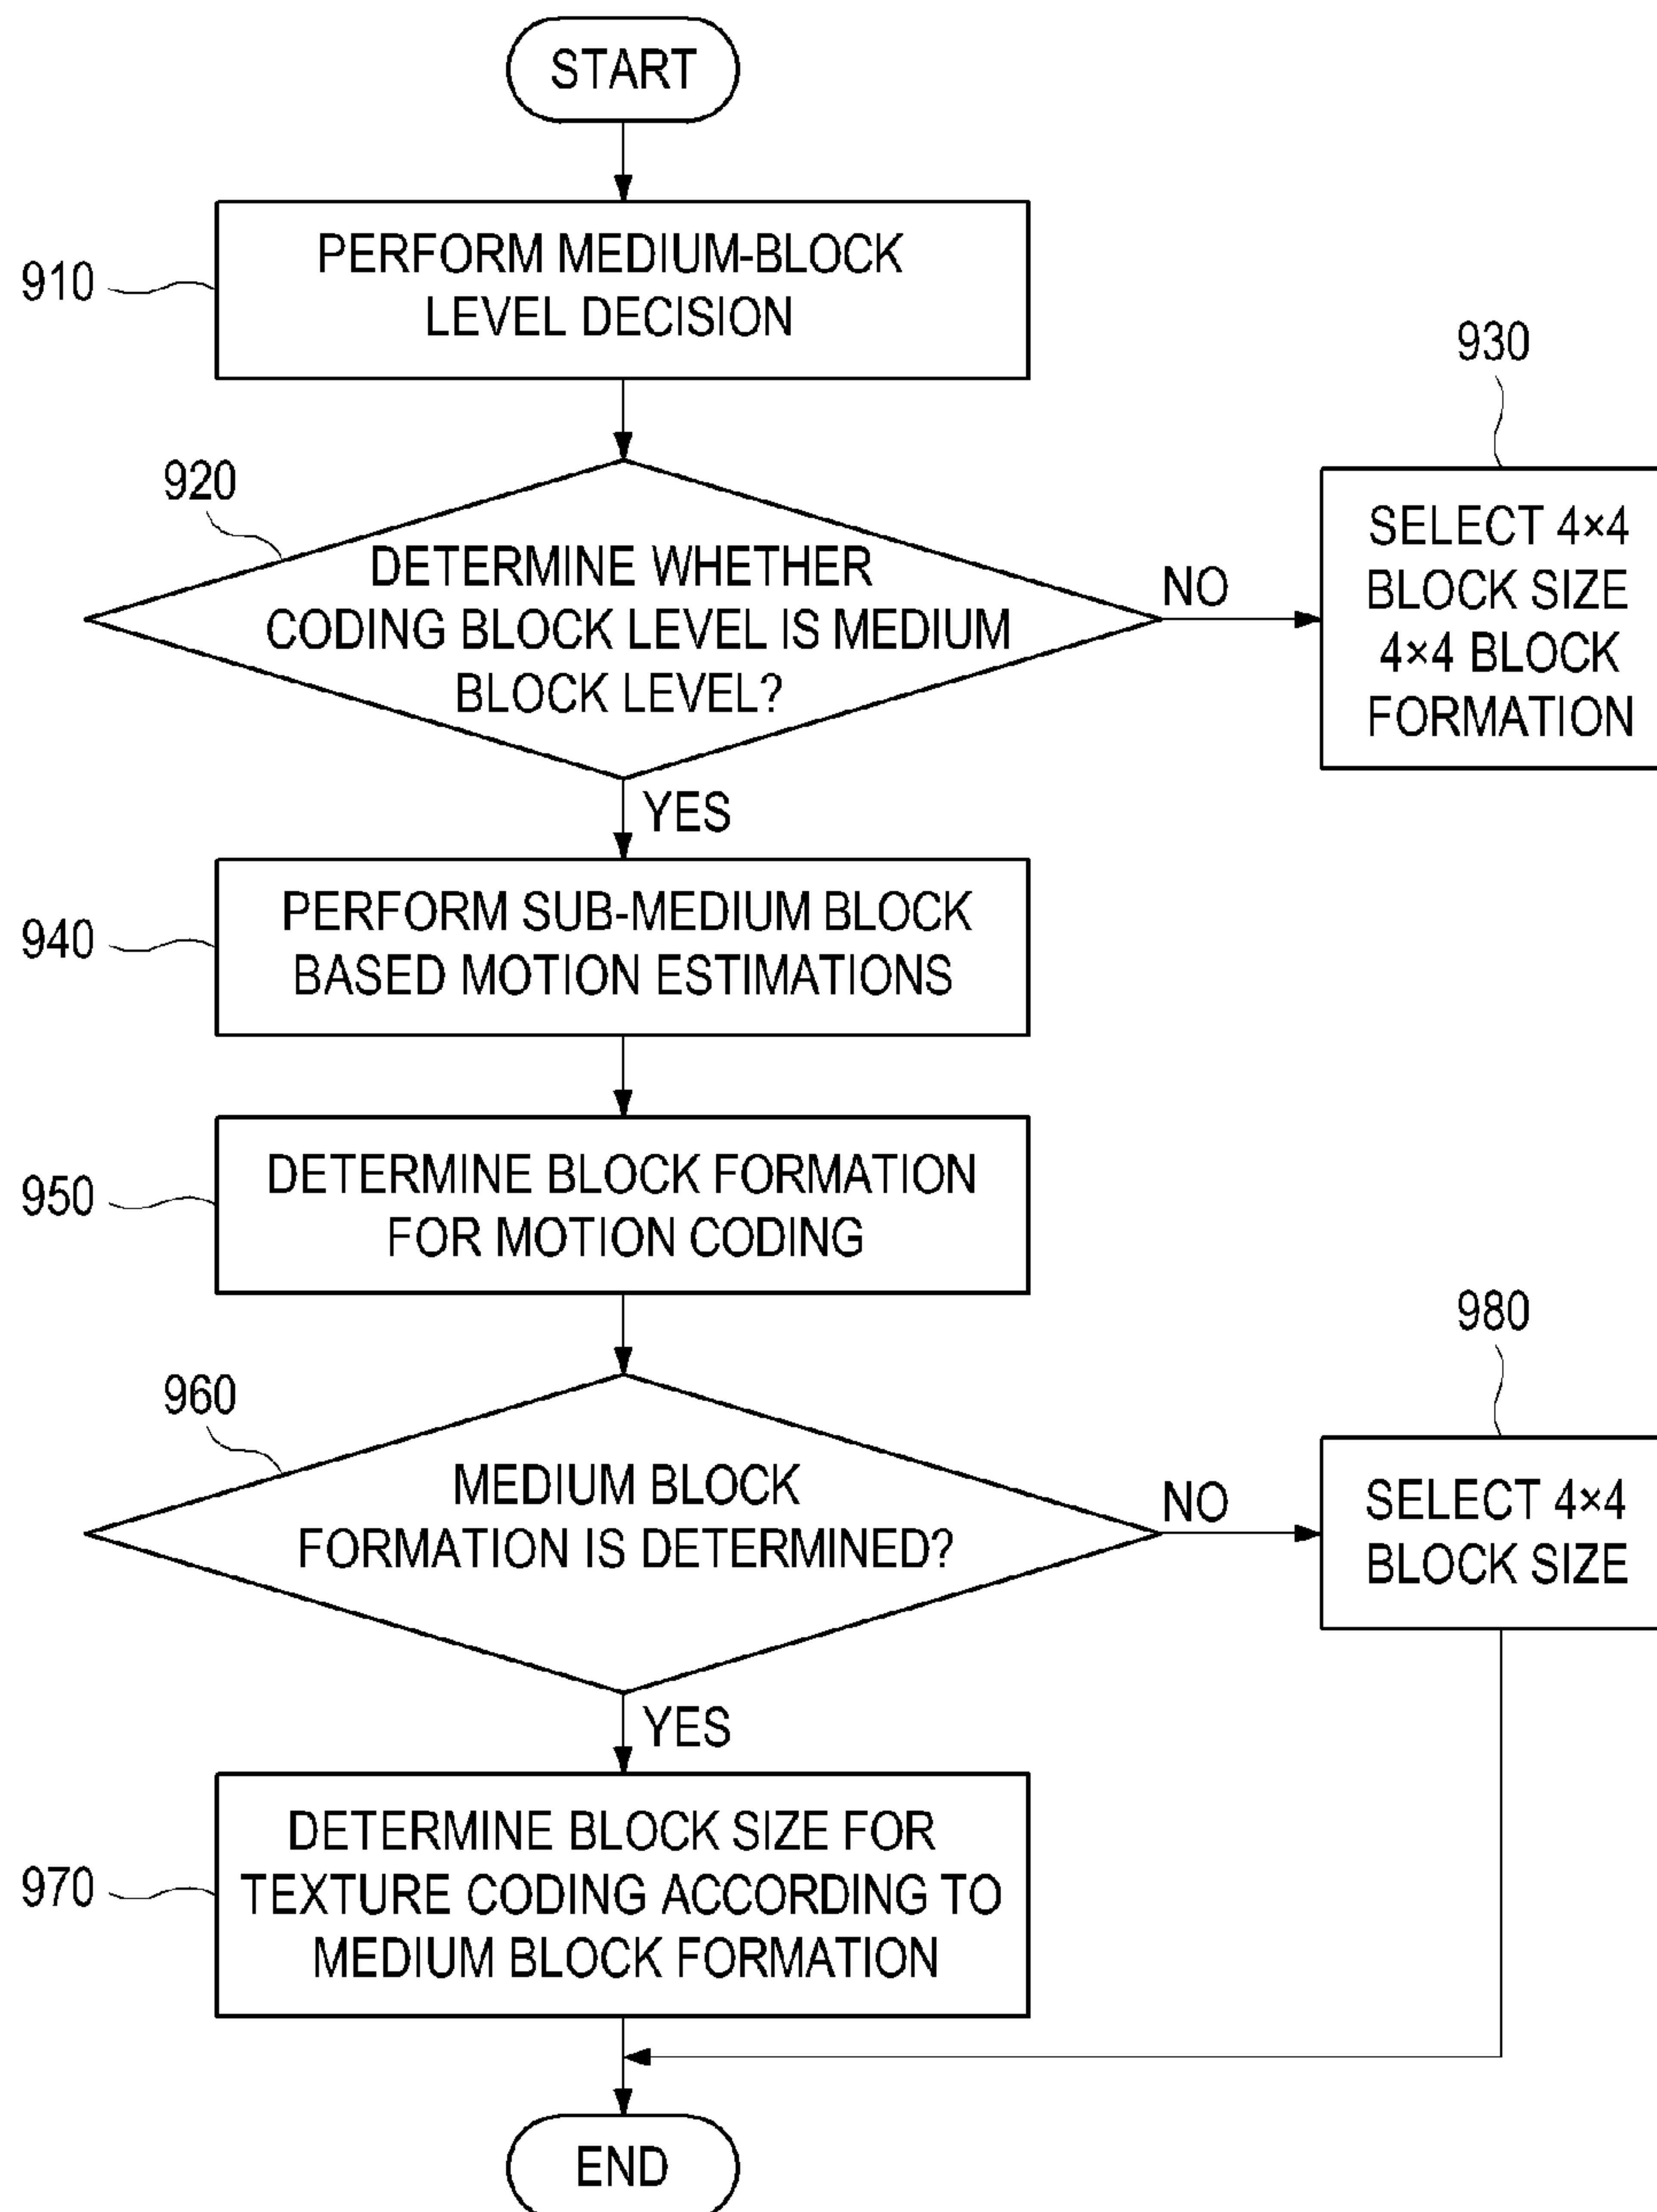 START
910
PERFORM MEDIUM-BLOCK
LEVEL DECISION
920
DETERMINE WHETHER
CODING BLOCK LEVEL IS MEDIUM
BLOCK LEVEL?
NO
930
SELECT 4×4
BLOCK SIZE
4×4 BLOCK
FORMATION
YES
940
PERFORM SUB-MEDIUM BLOCK
BASED MOTION ESTIMATIONS
950
DETERMINE BLOCK FORMATION
FOR MOTION CODING
960
MEDIUM BLOCK
FORMATION IS DETERMINED?
NO
980
SELECT 4×4
BLOCK SIZE
YES
970
DETERMINE BLOCK SIZE FOR
TEXTURE CODING ACCORDING TO
MEDIUM BLOCK FORMATION
END